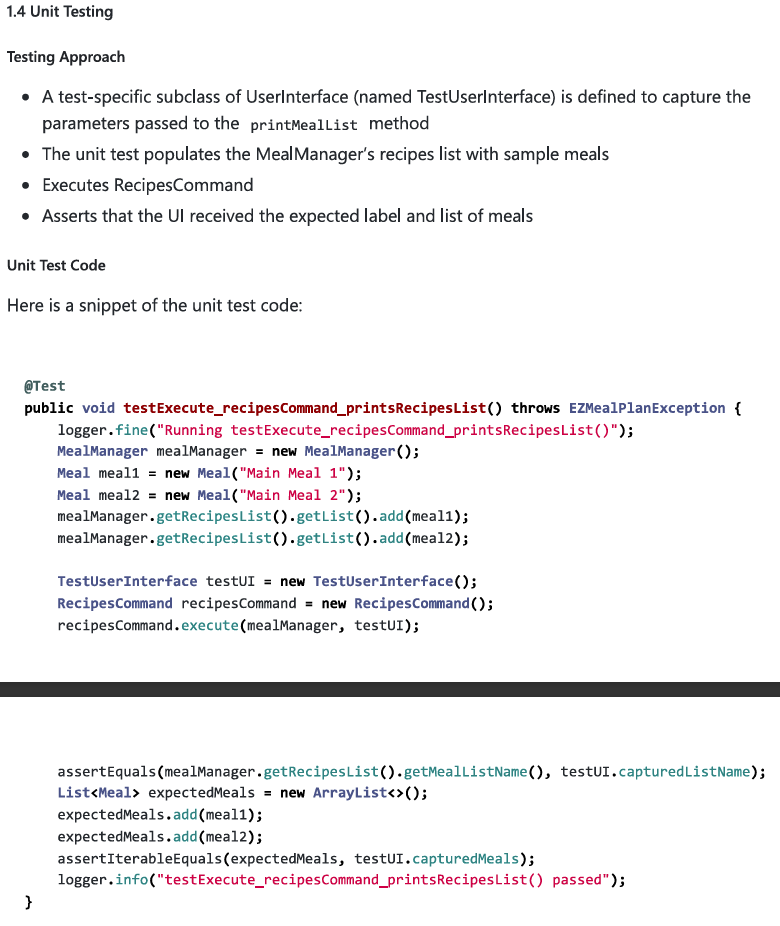 1.4 Unit Testing
Testing Approach
• A test-specific subclass of UserInterface (named TestUserInterface) is defined to capture the
parameters passed to the printMealList method
• The unit test populates the MealManager's recipes list with sample meals
• Executes RecipesCommand
• Asserts that the UI received the expected label and list of meals
Unit Test Code
Here is a snippet of the unit test code:
@Test
public void testExecute_recipesCommand_printsRecipesList() throws EZMealPlanException {
    logger.fine("Running testExecute_recipesCommand_printsRecipesList()");
    MealManager mealManager = new MealManager();
    Meal meal1 = new Meal("Main Meal 1");
    Meal meal2 = new Meal("Main Meal 2");
    mealManager.getRecipesList().getList().add(meal1);
    mealManager.getRecipesList().getList().add(meal2);
    TestUserInterface testUI = new TestUserInterface();
    RecipesCommand recipesCommand = new RecipesCommand();
    recipesCommand.execute(mealManager, testUI);
    assertEquals(mealManager.getRecipesList().getMealListName(), testUI.capturedListName);
    List<Meal> expectedMeals = new ArrayList<>();
    expectedMeals.add(meal1);
    expectedMeals.add(meal2);
    assertIterableEquals(expectedMeals, testUI.capturedMeals);
    logger.info("testExecute_recipesCommand_printsRecipesList() passed");
}